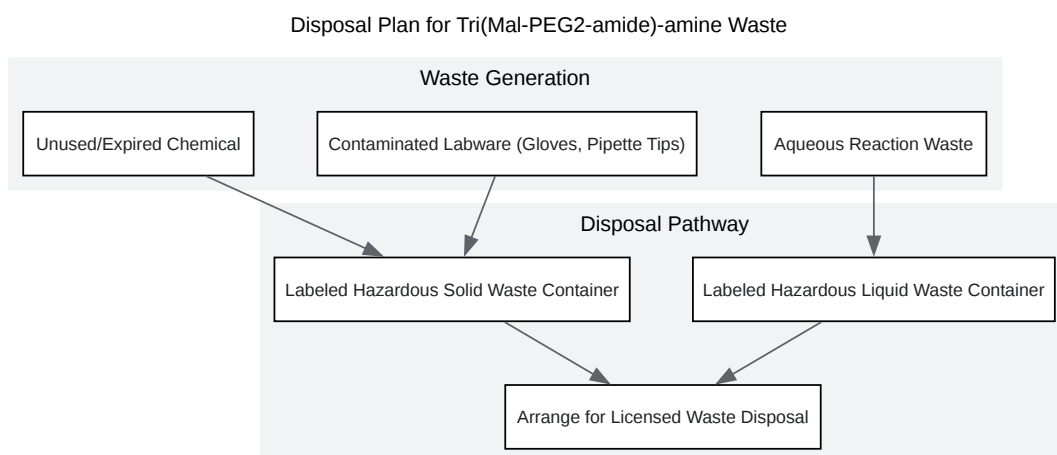 Disposal Plan for Tri(Mal-PEG2-amide)-amine Waste
Waste Generation
Unused/Expired Chemical
Contaminated Labware (Gloves, Pipette Tips)
Aqueous Reaction Waste
Disposal Pathway
Labeled Hazardous Solid Waste Container
Labeled Hazardous Liquid Waste Container
Arrange for Licensed Waste Disposal